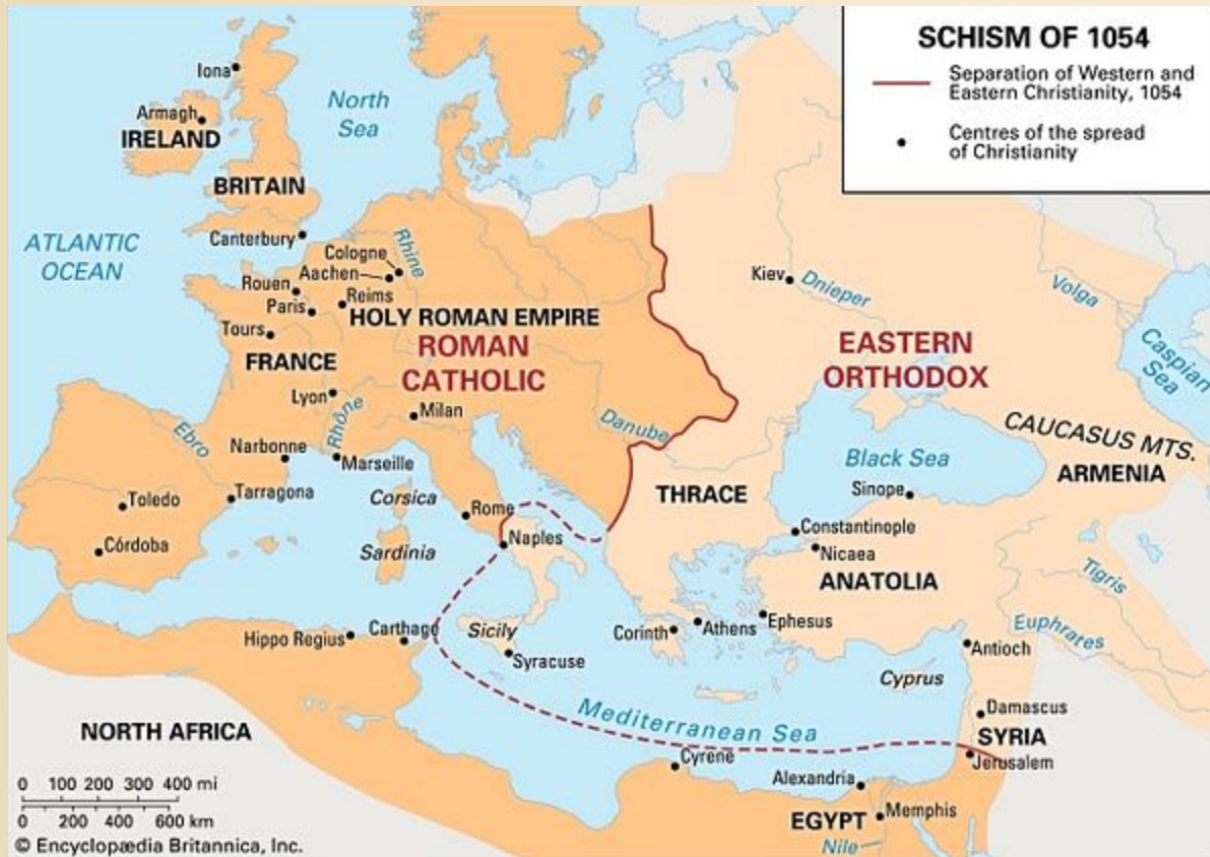 SCHISM OF 1054
Separation of Western and
Eastern Christianity, 1054
Centres of the spread
of Christianity
Iona
North
Sea
Armagh
IRELAND
BRITAIN
ATLANTIC
OCEAN
Canterbury
Cologne
Aachen
Rhine
Rouen
Reims
Paris
HOLY ROMAN EMPIRE
Tours
ROMAN
CATHOLIC
FRANCE
Lyon
Rhône
Milan
Danube
Kiev
Dnieper
Volga
EASTERN
ORTHODOX
Caspian
Sea
CAUCASUS MTS.
ARMENIA
Black Sea
Sinope
Ebro
Narbonne
Marseille
Toledo
Tarragona
Corsica
Rome
THRACE
Constantinople
Córdoba
Sardinia
Naples
Nicaea
ANATOLIA
Tigris
Euphrares
Hippo Regius
Carthage
Sicily
Syracuse
Corinth
Athens
Ephesus
Antioch
Cyprus
Damascus
SYRIA
Mediterranean Sea
Jerusalem
NORTH AFRICA
Cyrene
Alexandria
EGYPT
Memphis
Nile
0 100 200 300 400 mi
0 200 400 600 km
© Encyclopædia Britannica, Inc.